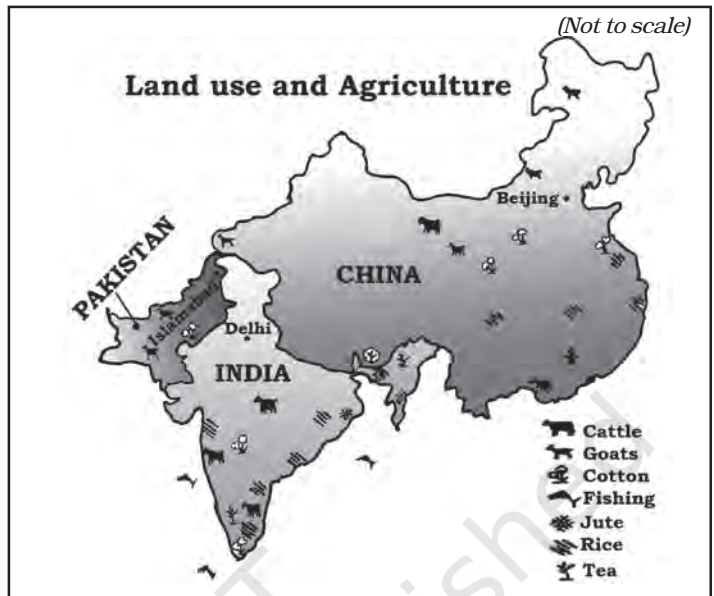 (Not to scale)
Land use and Agriculture
Beijing
PAKISTAN
CHINA
Islamabad
Delhi
INDIA
Cattle
Goats
Cotton
Fishing
Jute
Rice
Tea